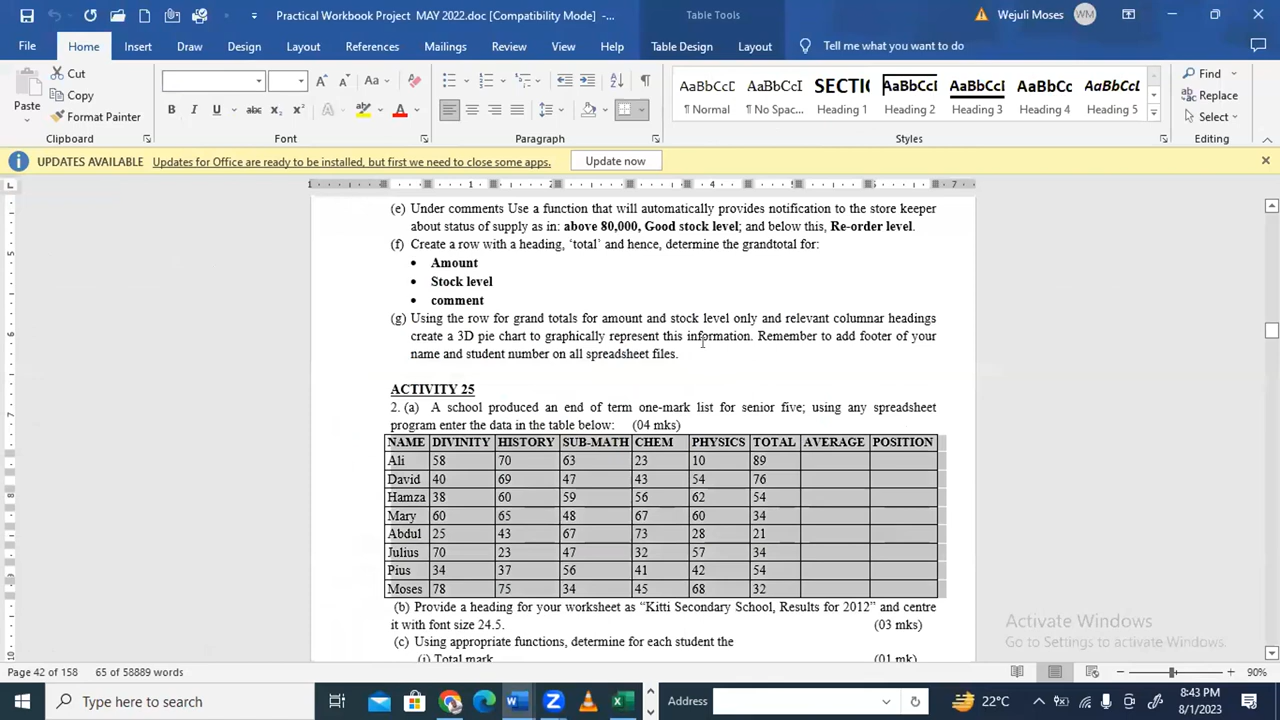 Practical Workbook Project MAY 2022.doc [Compatibility Mode] -...
Table Tools
Wejuli Moses
WM
File
Home
Insert
Draw
Design
Layout
References
Mailings
Review
View
Help
Table Design
Layout
Tell me what you want to do
Paste
Cut
Copy
Format Painter
Clipboard
Font
Paragraph
AaBbCcDc
¶ Normal
AaBbCcI
¶ No Spac...
SECTIC
Heading 1
AaBbCcl
Heading 2
AaBbCcDc
Heading 3
AaBbCc
Heading 4
AaBbCcL
Heading 5
Styles
Find
Replace
Select
Editing
UPDATES AVAILABLE Updates for Office are ready to be installed, but first we need to close some apps. Update now
(e) Under comments Use a function that will automatically provides notification to the store keeper
about status of supply as in: above 80,000, Good stock level; and below this, Re-order level.
(f) Create a row with a heading, ‘total’ and hence, determine the grandtotal for:
• Amount
• Stock level
• comment
(g) Using the row for grand totals for amount and stock level only and relevant columnar headings
create a 3D pie chart to graphically represent this information. Remember to add footer of your
name and student number on all spreadsheet files.
ACTIVITY 25
2. (a) A school produced an end of term one-mark list for senior five; using any spreadsheet
program enter the data in the table below: (04 mks)
NAME DIVINITY HISTORY SUB-MATH CHEM PHYSICS TOTAL AVERAGE POSITION
Ali 58 70 63 23 10 89
David 40 69 47 43 54 76
Hamza 38 60 59 56 62 54
Mary 60 65 48 67 60 34
Abdul 25 43 67 73 28 21
Julius 70 23 47 32 57 34
Pius 34 37 56 41 42 54
Moses 78 75 34 45 68 32
(b) Provide a heading for your worksheet as “Kitti Secondary School, Results for 2012” and centre
it with font size 24.5. (03 mks)
(c) Using appropriate functions, determine for each student the
(i) Total mark (01 mk)
Activate Windows
Go to Settings to activate Windows.
Page 42 of 158
65 of 58889 words
90%
Type here to search
Address
22°C
8:43 PM
8/1/2023